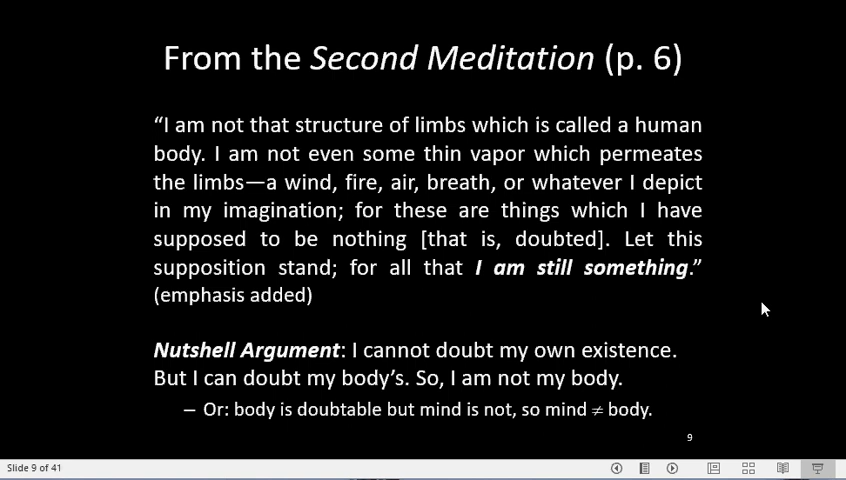 From the Second Meditation (p. 6)
“I am not that structure of limbs which is called a human
body. I am not even some thin vapor which permeates
the limbs—a wind, fire, air, breath, or whatever I depict
in my imagination; for these are things which I have
supposed to be nothing [that is, doubted]. Let this
supposition stand; for all that I am still something.”
(emphasis added)
Nutshell Argument: I cannot doubt my own existence.
But I can doubt my body’s. So, I am not my body.
– Or: body is doubtable but mind is not, so mind ≠ body.
9
Slide 9 of 41